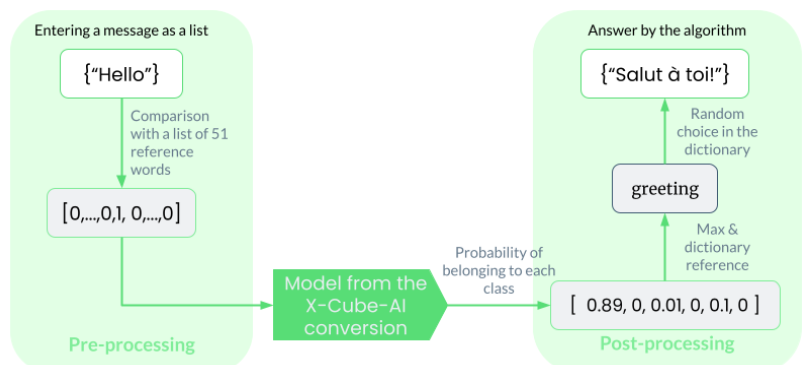 Entering a message as a list
{“Hello”}
Comparison
with a list of 51
reference
words
[0,...,0,1, 0,...,0]
Pre-processing
Model from the
X-Cube-AI
conversion
Probability of
belonging to each
class
Answer by the algorithm
{“Salut à toi!”}
Random
choice in the
dictionary
greeting
Max &
dictionary
reference
[ 0.89, 0, 0.01, 0, 0.1, 0 ]
Post-processing